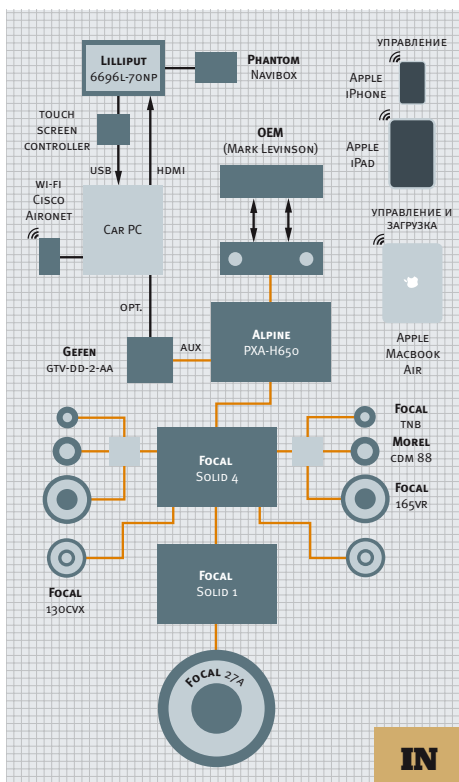 LILLIPUT
6696L-70NP
PHANTOM
NAVIBOX
УПРАВЛЕНИЕ
APPLE
IPHONE
TOUCH
SCREEN
CONTROLLER
OEM
(MARK LEVINSON)
APPLE
IPAD
USB
HDMI
WI-FI
CISCO
AIRONET
CAR PC
УПРАВЛЕНИЕ И
ЗАГРУЗКА
OPT.
GEFEN
GTV-DD-2-AA
AUX
ALPINE
PXA-H650
APPLE
MACBOOK
AIR
FOCAL
TNB
MOREL
CDM 88
FOCAL
SOLID 4
FOCAL
165VR
FOCAL
130CVX
FOCAL
SOLID 1
FOCAL 27A
IN